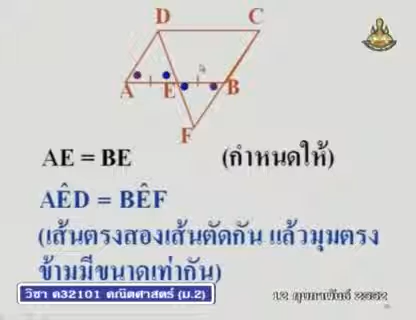 D C
A E B
F
AE = BE (กำหนดให้)
AÊD = BÊF
(เส้นตรงสองเส้นตัดกัน แล้วมุมตรง
ข้ามมีขนาดเท่ากัน)
วิชา ค32101 คณิตศาสตร์ (ม.2) 12 กุมภาพันธ์ 2552